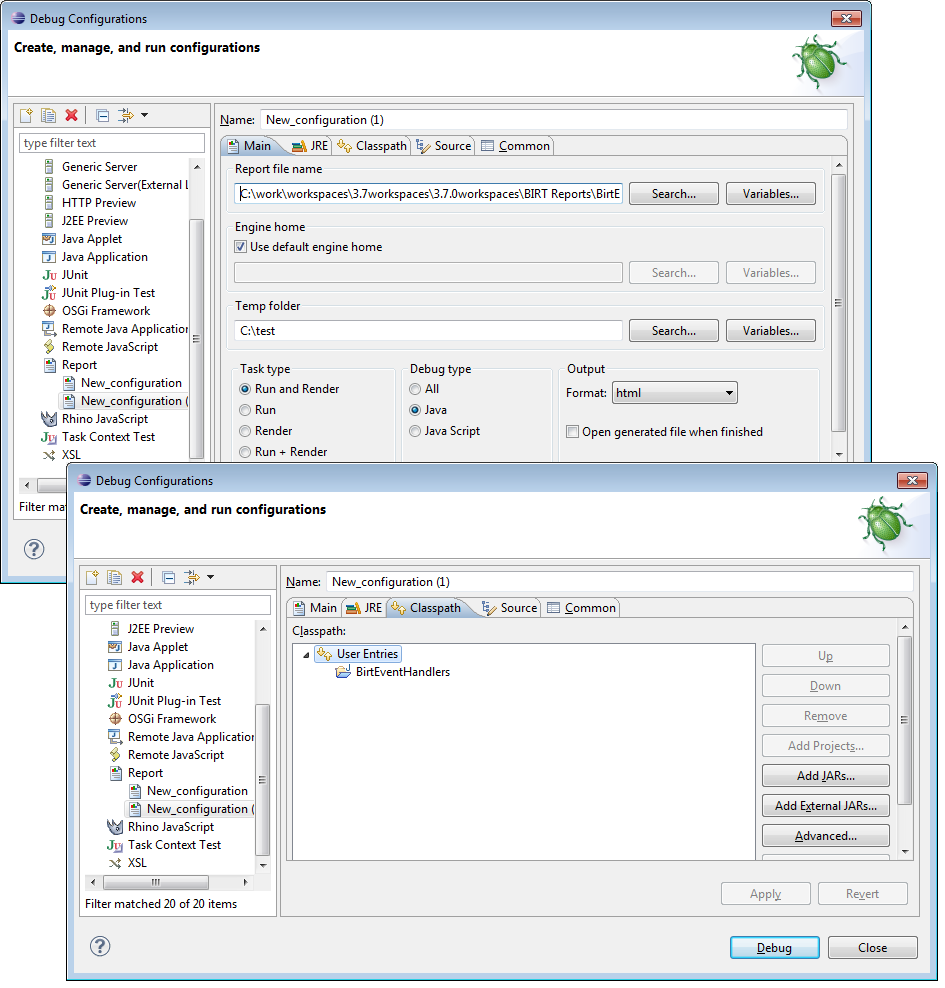 Debug Configurations
Create, manage, and run configurations
type filter text
Generic Server
Generic Server(External L
HTTP Preview
J2EE Preview
Java Applet
Java Application
JUnit
JUnit Plug-in Test
OSGi Framework
Remote Java Application
Remote JavaScript
Report
New_configuration
New_configuration (
Rhino JavaScript
Task Context Test
XSL
Filter mat
Name: New_configuration (1)
Main JRE Classpath Source Common
Report file name
C:\work\workspaces\3.7workspaces\3.7.0workspaces\BIRT Reports\BirtE Search... Variables...
Engine home
Use default engine home
Search... Variables...
Temp folder
C:\test Search... Variables...
Task type
Run and Render
Run
Render
Run + Render
Debug type
All
Java
Java Script
Output
Format: html
Open generated file when finished
Debug Configurations
Create, manage, and run configurations
type filter text
J2EE Preview
Java Applet
Java Application
JUnit
JUnit Plug-in Test
OSGi Framework
Remote Java Application
Remote JavaScript
Report
New_configuration
New_configuration (
Rhino JavaScript
Task Context Test
XSL
Filter matched 20 of 20 items
Name: New_configuration (1)
Main JRE Classpath Source Common
Classpath:
User Entries
BirtEventHandlers
Up
Down
Remove
Add Projects...
Add JARs...
Add External JARs...
Advanced...
Apply Revert
Debug Close